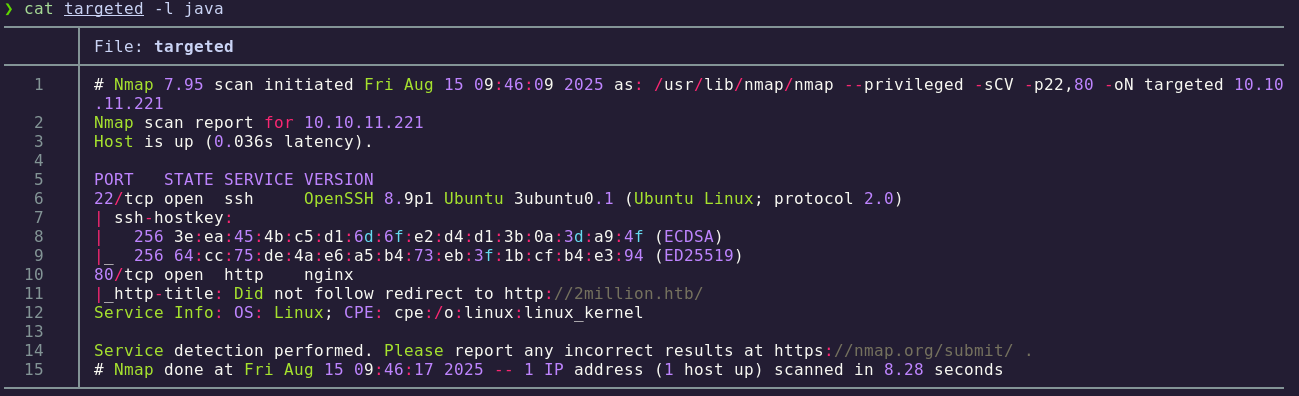 ❯ cat targeted -l java
File: targeted
1 # Nmap 7.95 scan initiated Fri Aug 15 09:46:09 2025 as: /usr/lib/nmap/nmap --privileged -sCV -p22,80 -oN targeted 10.10
.11.221
2 Nmap scan report for 10.10.11.221
3 Host is up (0.036s latency).
4
5 PORT   STATE SERVICE VERSION
6 22/tcp open  ssh     OpenSSH 8.9p1 Ubuntu 3ubuntu0.1 (Ubuntu Linux; protocol 2.0)
7 | ssh-hostkey:
8 |   256 3e:ea:45:4b:c5:d1:6d:6f:e2:d4:d1:3b:0a:3d:a9:4f (ECDSA)
9 |_  256 64:cc:75:de:4a:e6:a5:b4:73:eb:3f:1b:cf:b4:e3:94 (ED25519)
10 80/tcp open  http    nginx
11 |_http-title: Did not follow redirect to http://2million.htb/
12 Service Info: OS: Linux; CPE: cpe:/o:linux:linux_kernel
13
14 Service detection performed. Please report any incorrect results at https://nmap.org/submit/ .
15 # Nmap done at Fri Aug 15 09:46:17 2025 -- 1 IP address (1 host up) scanned in 8.28 seconds